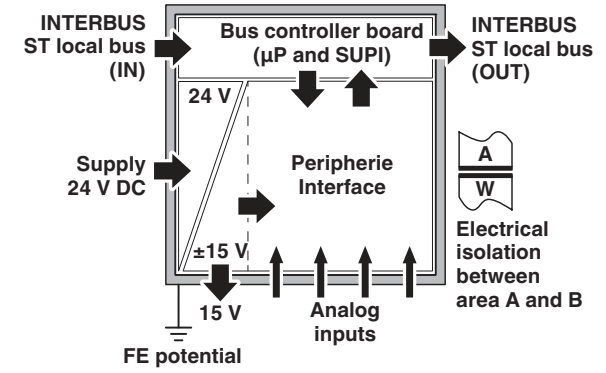 INTERBUS
ST local bus
(IN)
Bus controller board
(µP and SUPI)
INTERBUS
ST local bus
(OUT)
24 V
Supply
24 V DC
Peripherie
Interface
A
W
Electrical
isolation
between
area A and B
±15 V
15 V
Analog
inputs
FE potential